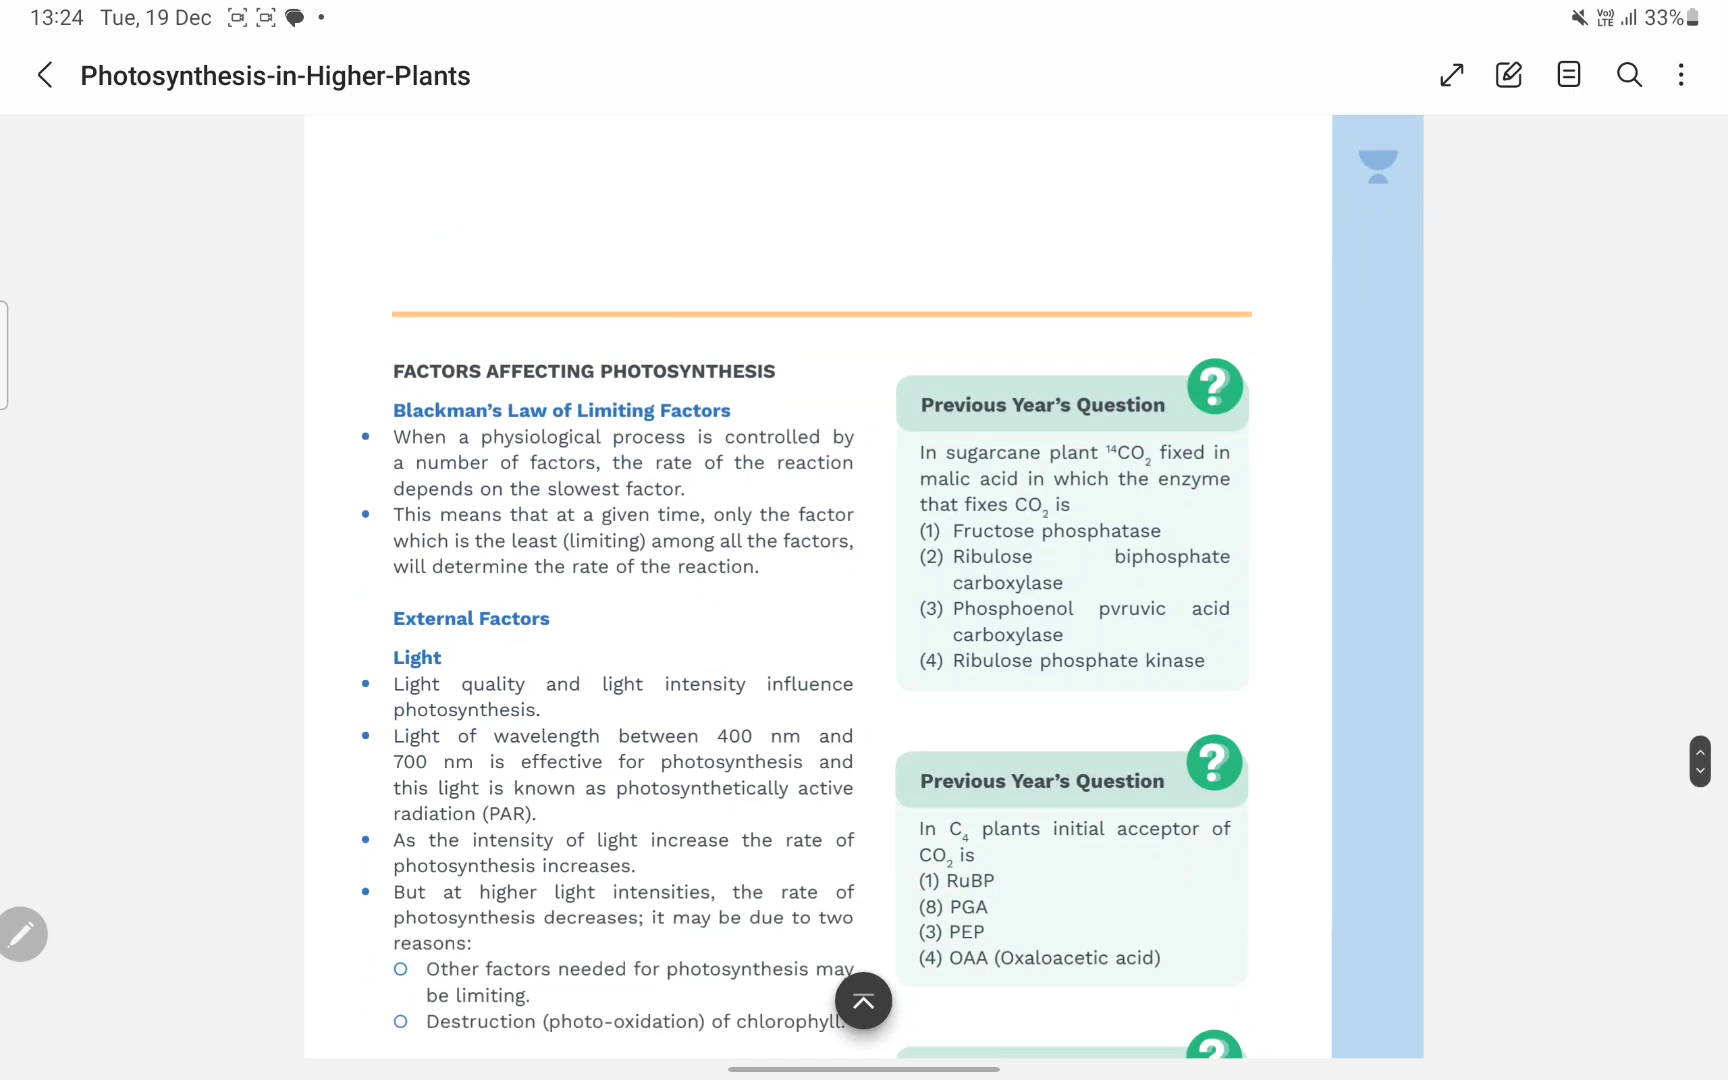 13:24 Tue, 19 Dec
Vo)) LTE 33%
Photosynthesis-in-Higher-Plants
FACTORS AFFECTING PHOTOSYNTHESIS
Blackman's Law of Limiting Factors
• When a physiological process is controlled by
a number of factors, the rate of the reaction
depends on the slowest factor.
• This means that at a given time, only the factor
which is the least (limiting) among all the factors,
will determine the rate of the reaction.
External Factors
Light
• Light quality and light intensity influence
photosynthesis.
• Light of wavelength between 400 nm and
700 nm is effective for photosynthesis and
this light is known as photosynthetically active
radiation (PAR).
• As the intensity of light increase the rate of
photosynthesis increases.
• But at higher light intensities, the rate of
photosynthesis decreases; it may be due to two
reasons:
O Other factors needed for photosynthesis may
be limiting.
O Destruction (photo-oxidation) of chlorophyll.
?
Previous Year's Question
In sugarcane plant ¹⁴CO₂ fixed in
malic acid in which the enzyme
that fixes CO₂ is
(1) Fructose phosphatase
(2) Ribulose biphosphate
carboxylase
(3) Phosphoenol pvruvic acid
carboxylase
(4) Ribulose phosphate kinase
?
Previous Year's Question
In C₄ plants initial acceptor of
CO₂ is
(1) RuBP
(8) PGA
(3) PEP
(4) OAA (Oxaloacetic acid)
?